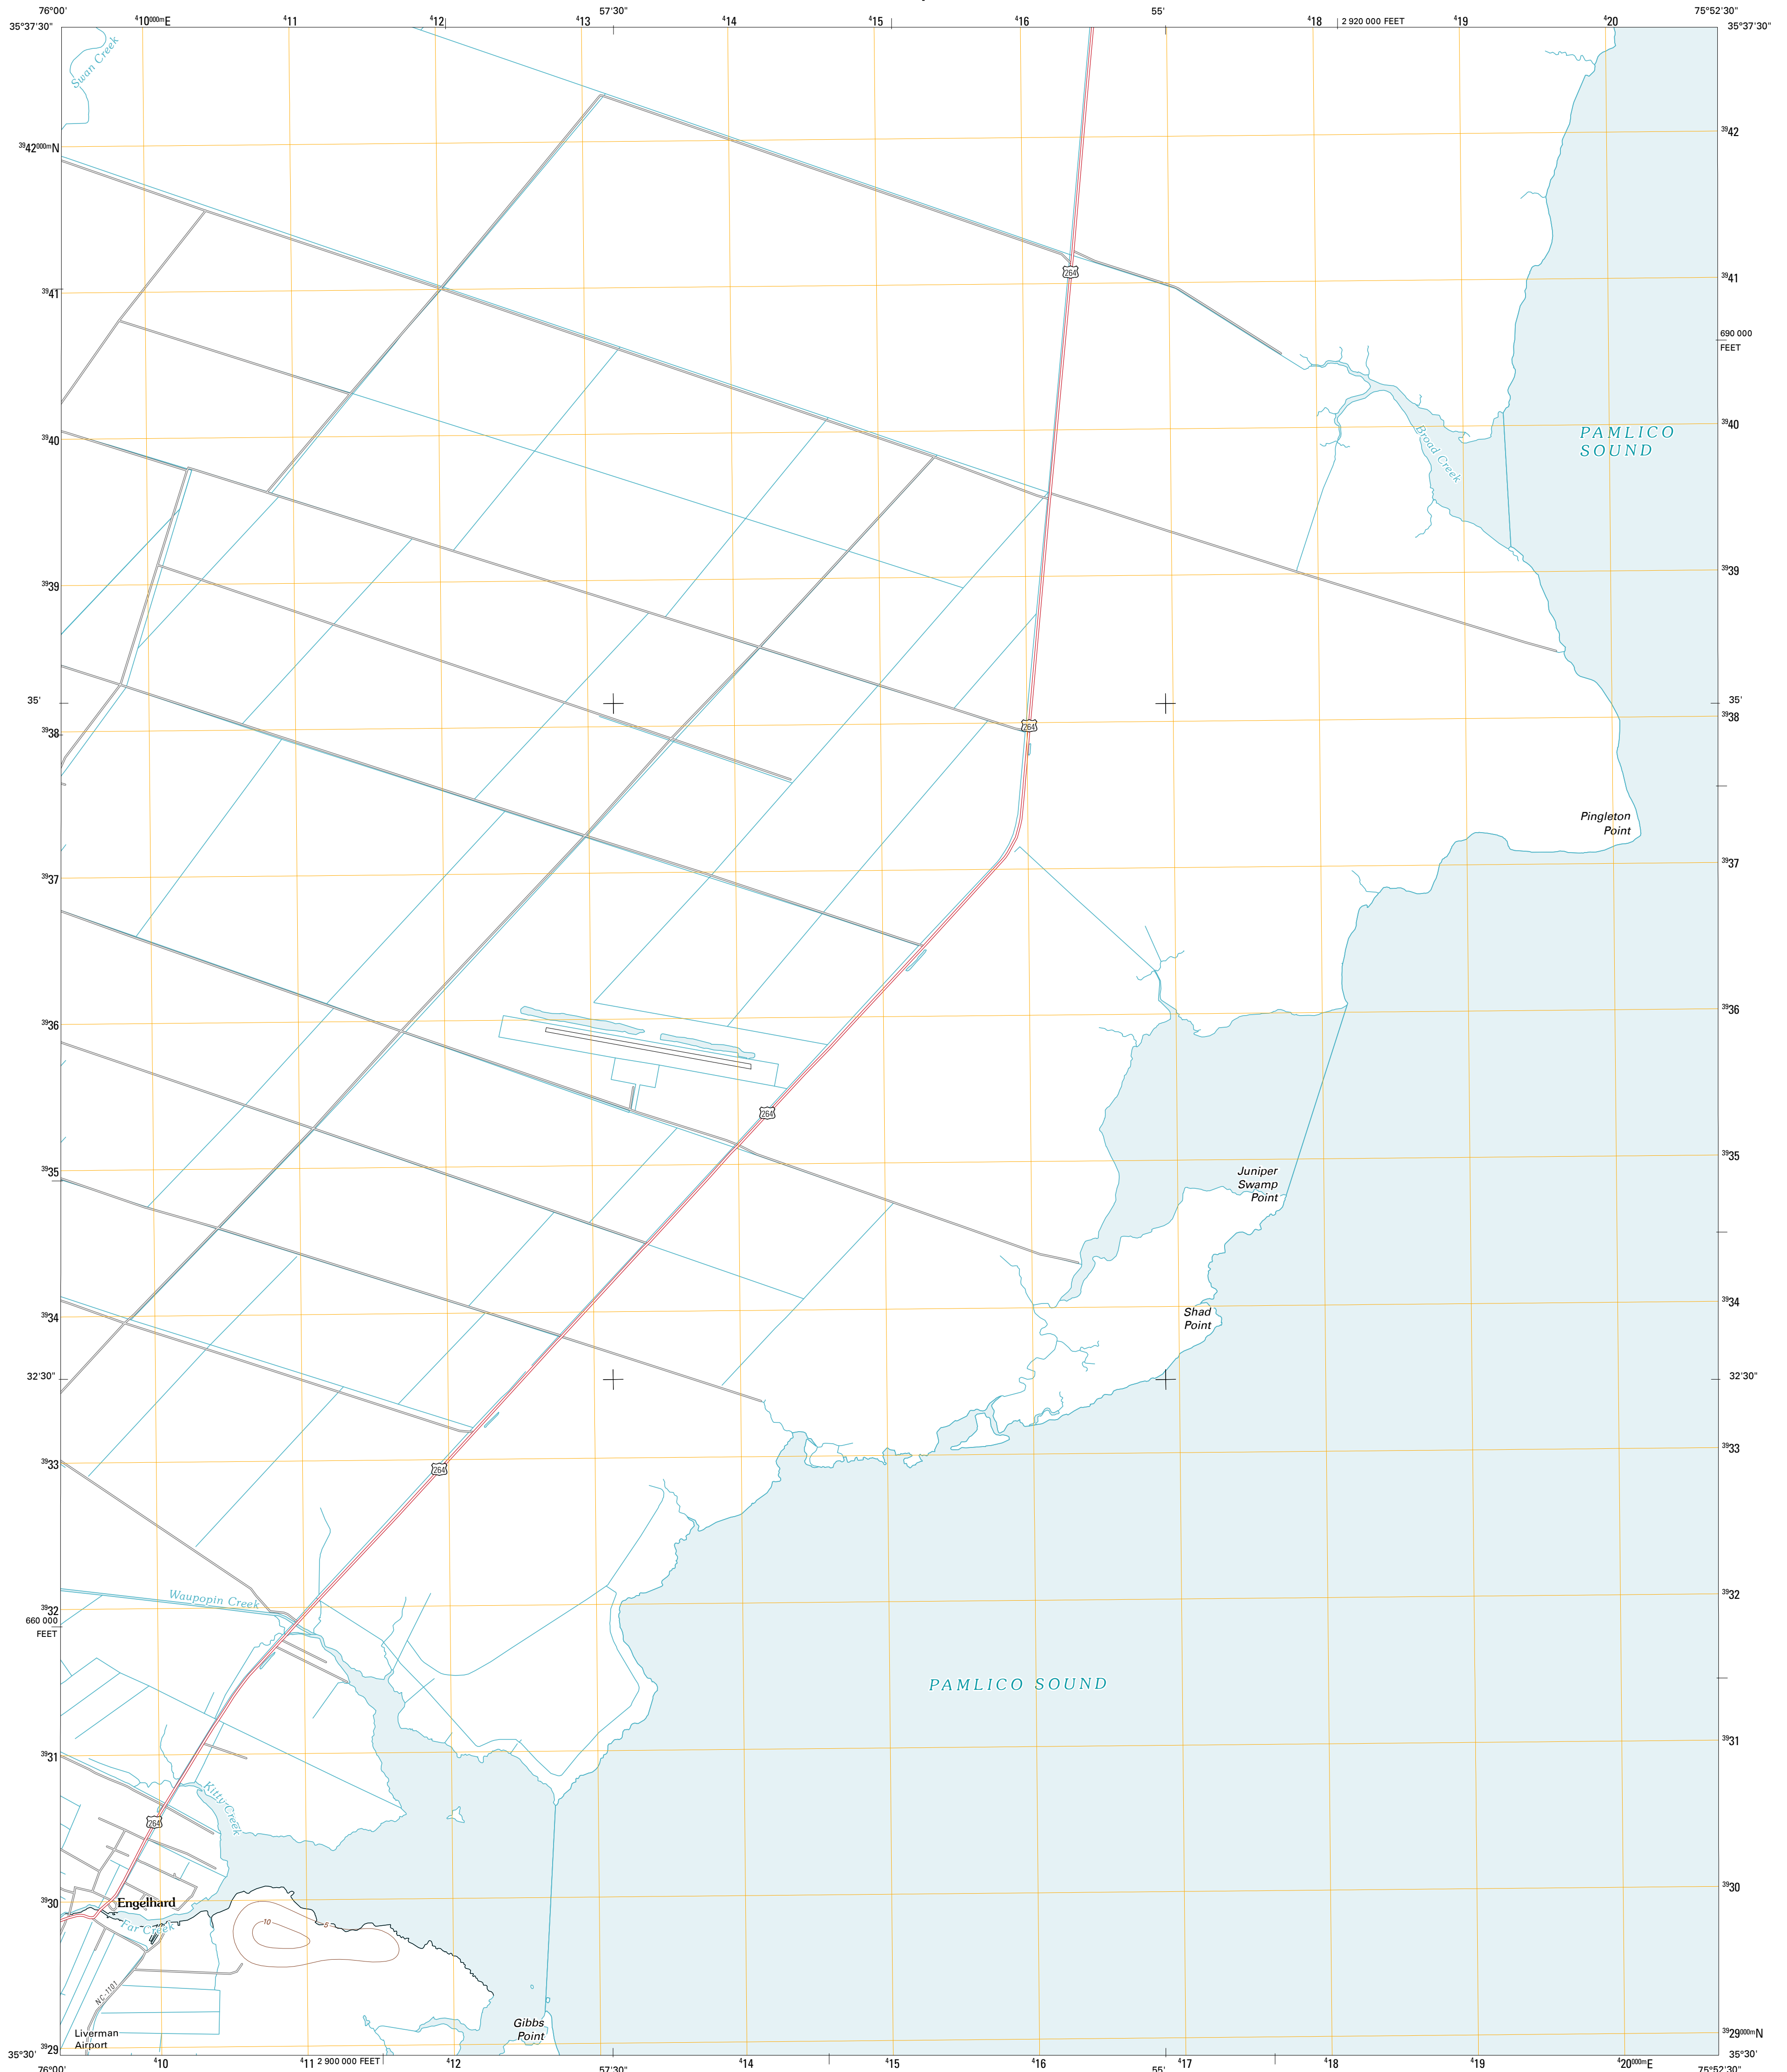 76°00' 57'30" 55' 75°52'30"
35°37'30" ⁴10⁰⁰⁰ᵐE ⁴11 ⁴12 ⁴13 ⁴14 ⁴15 ⁴16 ⁴18 2 920 000 FEET ⁴19 ⁴20 35°37'30"
Swan Creek
³⁹42⁰⁰⁰ᵐN ³⁹42
264
³⁹41 ³⁹41
690 000
FEET
³⁹40 ³⁹40
PAMLICO
SOUND
Broad Creek
³⁹39 ³⁹39
35' 35'
³⁹38 264 ³⁹38
Pingleton
Point
³⁹37 ³⁹37
³⁹36 ³⁹36
264
³⁹35 ³⁹35
Juniper
Swamp
Point
³⁹34 ³⁹34
Shad
Point
32'30" 32'30"
³⁹33 264 ³⁹33
Waupopin Creek
³⁹32 ³⁹32
660 000
FEET
PAMLICO SOUND
³⁹31 ³⁹31
Kitty Creek
264
³⁹30 Engelhard ³⁹30
Far Creek
10 5
NC-1101
Gibbs
Point
Liverman
Airport
³⁹29 ³⁹29⁰⁰⁰ᵐN
35°30' 35°30'
⁴10 ⁴11 2 900 000 FEET ⁴12 ⁴14 ⁴15 ⁴16 ⁴17 ⁴18 ⁴19 ⁴20⁰⁰⁰ᵐE
76°00' 57'30" 55' 75°52'30"